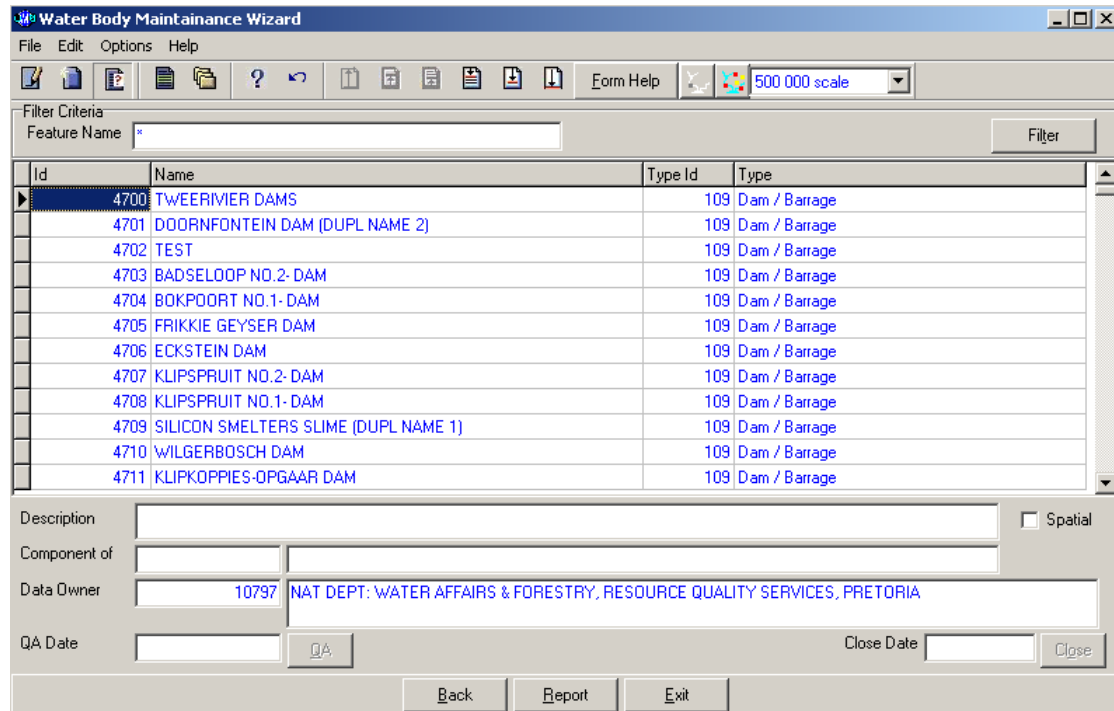 Water Body Maintainance Wizard
File Edit Options Help
Form Help 500 000 scale
Filter Criteria
Feature Name * Filter
Id Name Type Id Type
4700 TWEERIVIER DAMS 109 Dam / Barrage
4701 DOORNFONTEIN DAM (DUPL NAME 2) 109 Dam / Barrage
4702 TEST 109 Dam / Barrage
4703 BADSELOOP NO.2- DAM 109 Dam / Barrage
4704 BOKPOORT NO.1- DAM 109 Dam / Barrage
4705 FRIKKIE GEYSER DAM 109 Dam / Barrage
4706 ECKSTEIN DAM 109 Dam / Barrage
4707 KLIPSPRUIT NO.2- DAM 109 Dam / Barrage
4708 KLIPSPRUIT NO.1- DAM 109 Dam / Barrage
4709 SILICON SMELTERS SLIME (DUPL NAME 1) 109 Dam / Barrage
4710 WILGERBOSCH DAM 109 Dam / Barrage
4711 KLIPKOPPIES-OPGAAR DAM 109 Dam / Barrage
Description Spatial
Component of
Data Owner 10797 NAT DEPT: WATER AFFAIRS & FORESTRY, RESOURCE QUALITY SERVICES, PRETORIA
QA Date QA Close Date Close
Back Report Exit